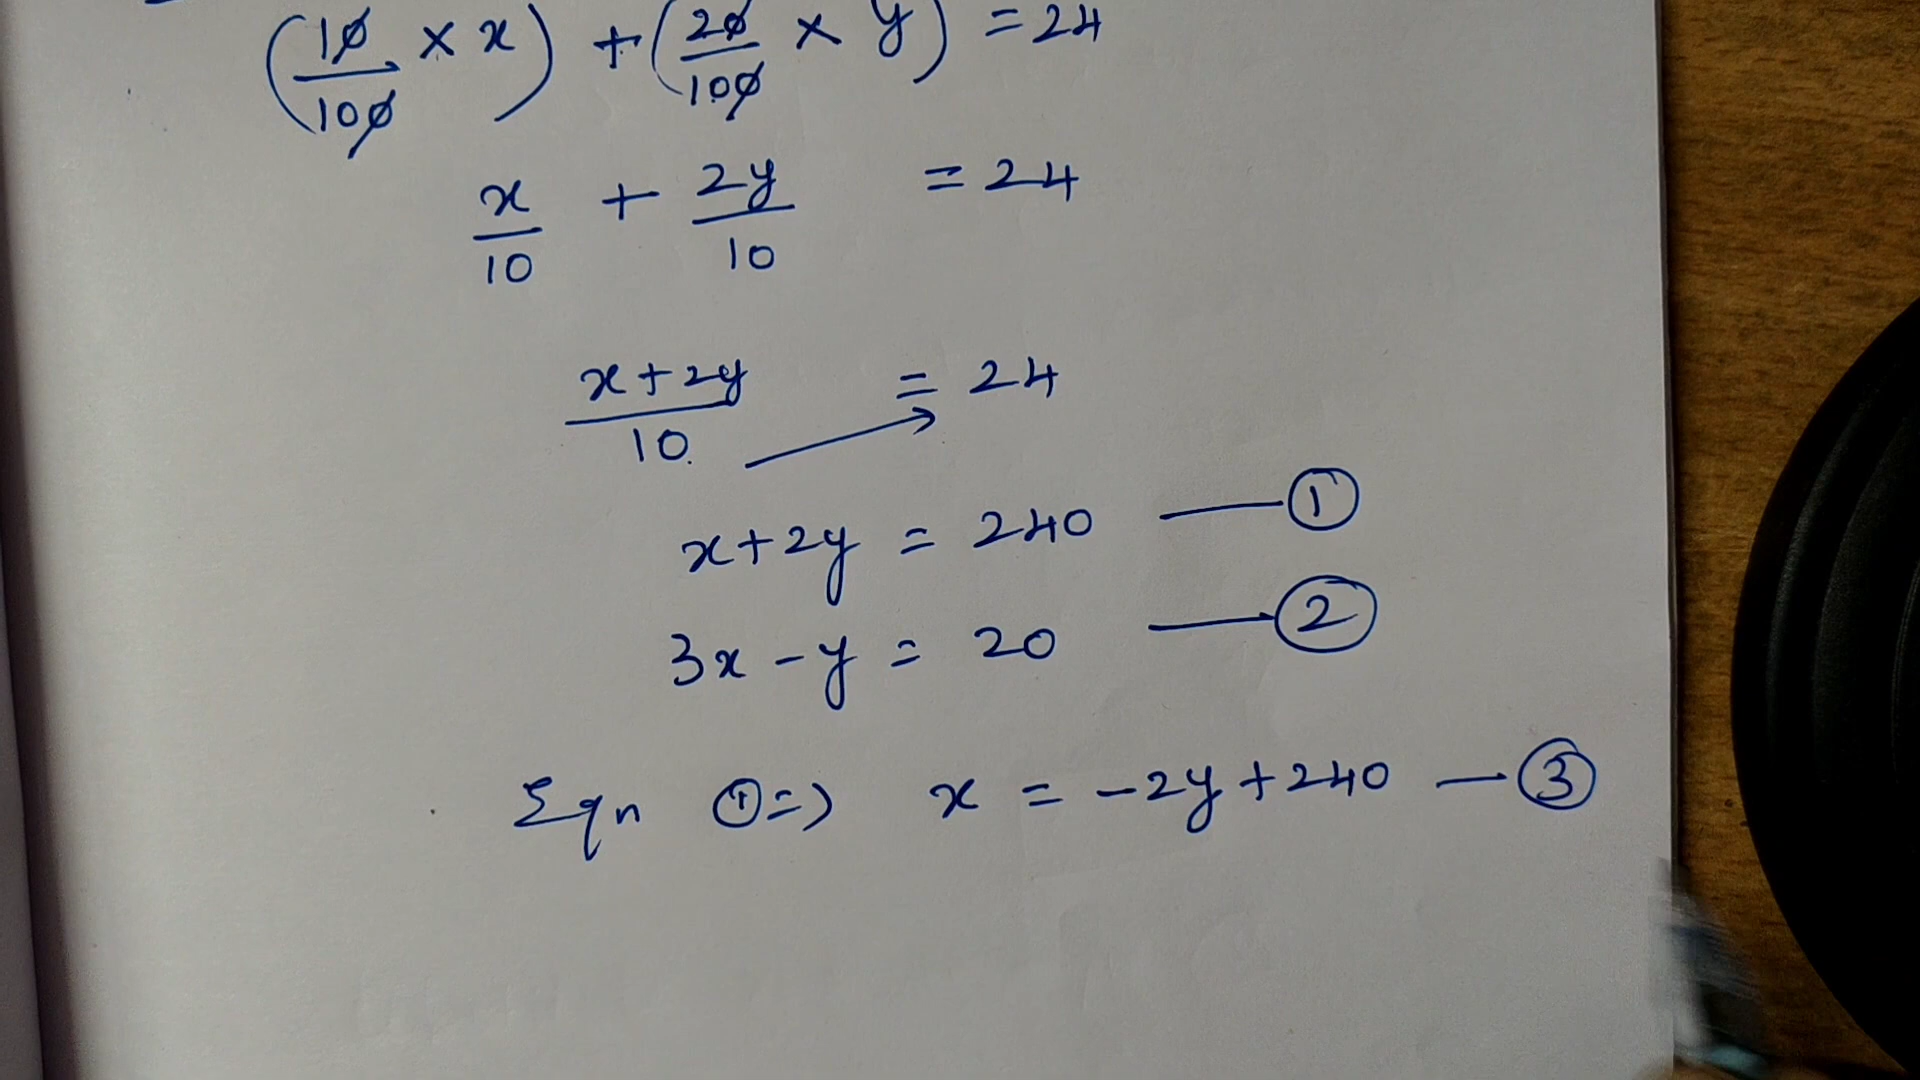 (10/100 × x) + (20/100 × y) = 24
x/10 + 2y/10 = 24
x+2y/10 = 24
x+2y = 240 — ①
3x - y = 20 — ②
Eqn ① => x = -2y+240 — ③